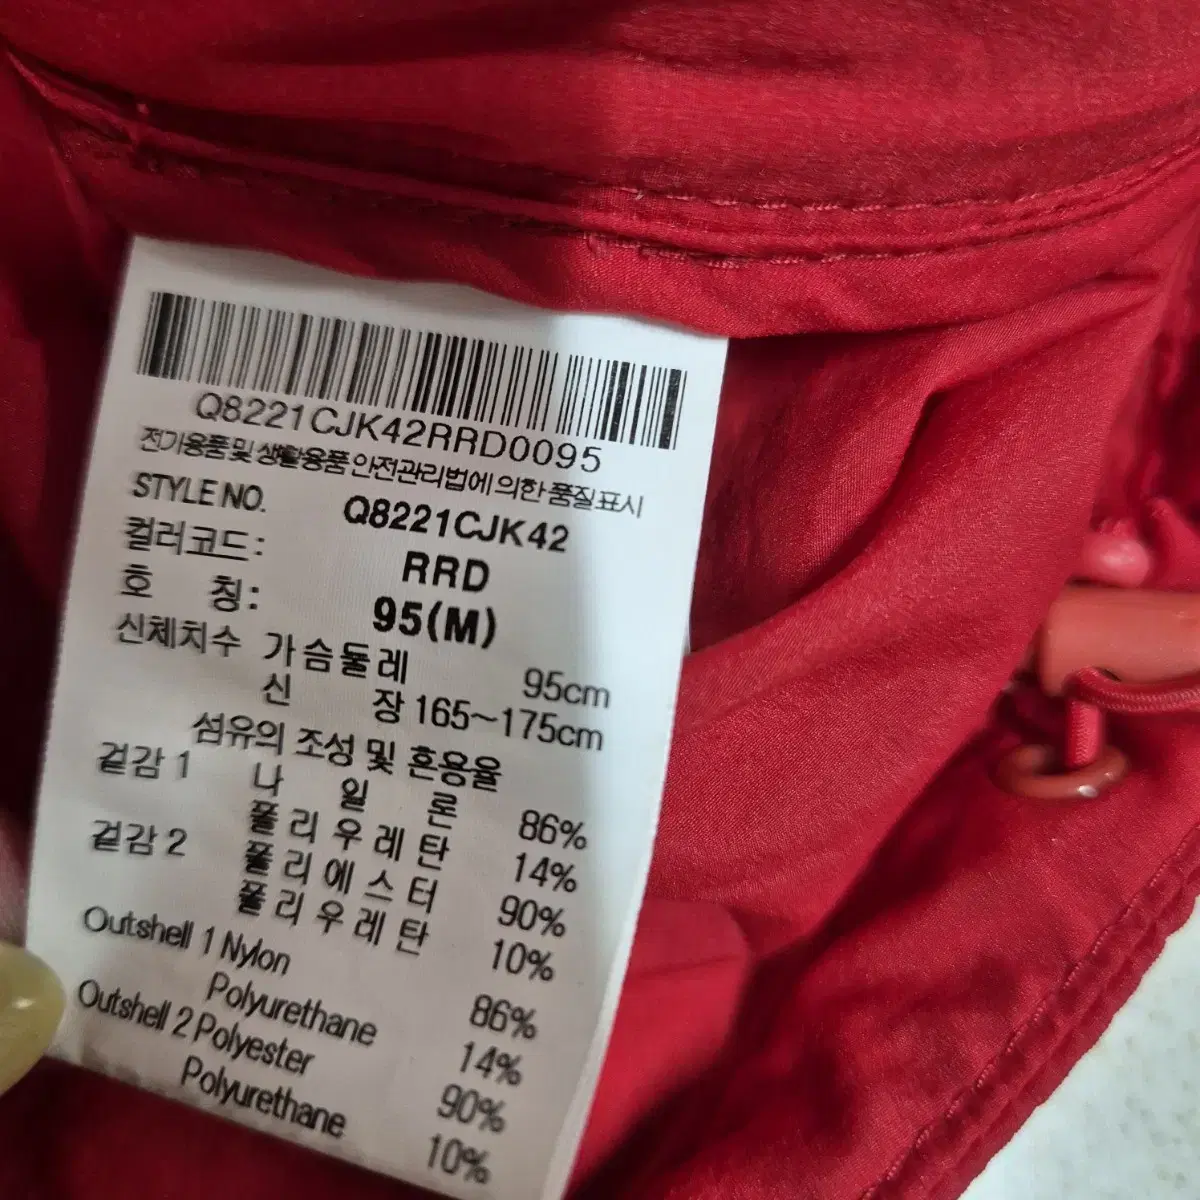 Q8221CJK42RRD0095
전기용품및 생활용품 안전관리법에 의한 품질표시
STYLE NO. Q8221CJK42
컬러코드: RRD
호 칭: 95(M)
신체치수 가슴둘레 95cm
신 장 165~175cm
섬유의 조성 및 혼용율
겉감 1 나 일 론 86%
폴 리 우 레 탄 14%
겉감 2 폴 리 에 스 터 90%
폴 리 우 레 탄 10%
Outshell 1 Nylon 86%
Polyurethane 14%
Outshell 2 Polyester 90%
Polyurethane 10%